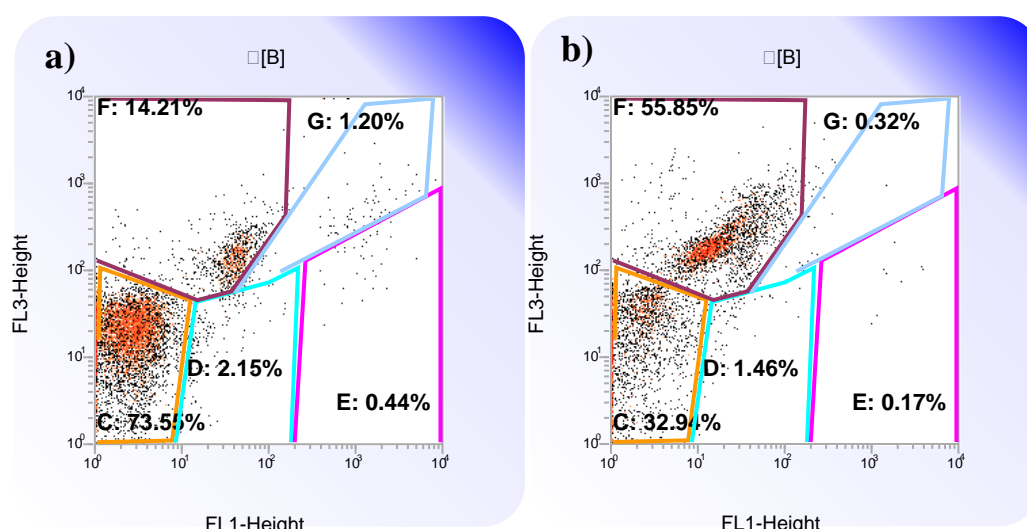 a)
□[B]
10⁴
F: 14.21%
G: 1.20%
10³
10²
10¹
D: 2.15%
E: 0.44%
C: 73.55%
10⁰
10⁰ 10¹ 10² 10³ 10⁴
FL3-Height
FL1-Height
b)
□[B]
10⁴
F: 55.85%
G: 0.32%
10³
10²
10¹
D: 1.46%
E: 0.17%
C: 32.94%
10⁰
10⁰ 10¹ 10² 10³ 10⁴
FL3-Height
FL1-Height